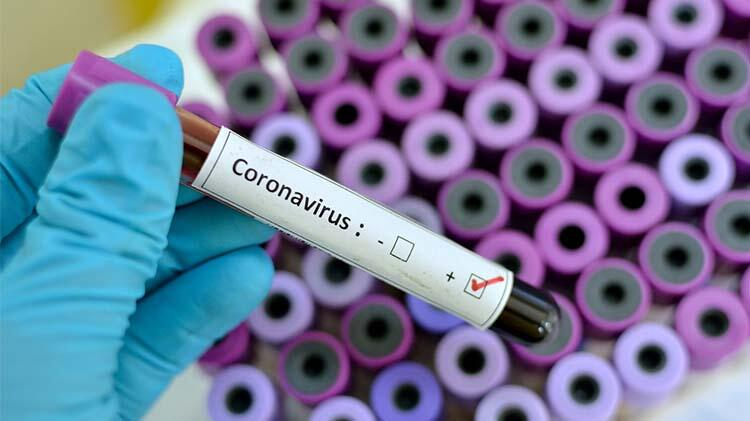 Coronavirus : - ☐ + ☑